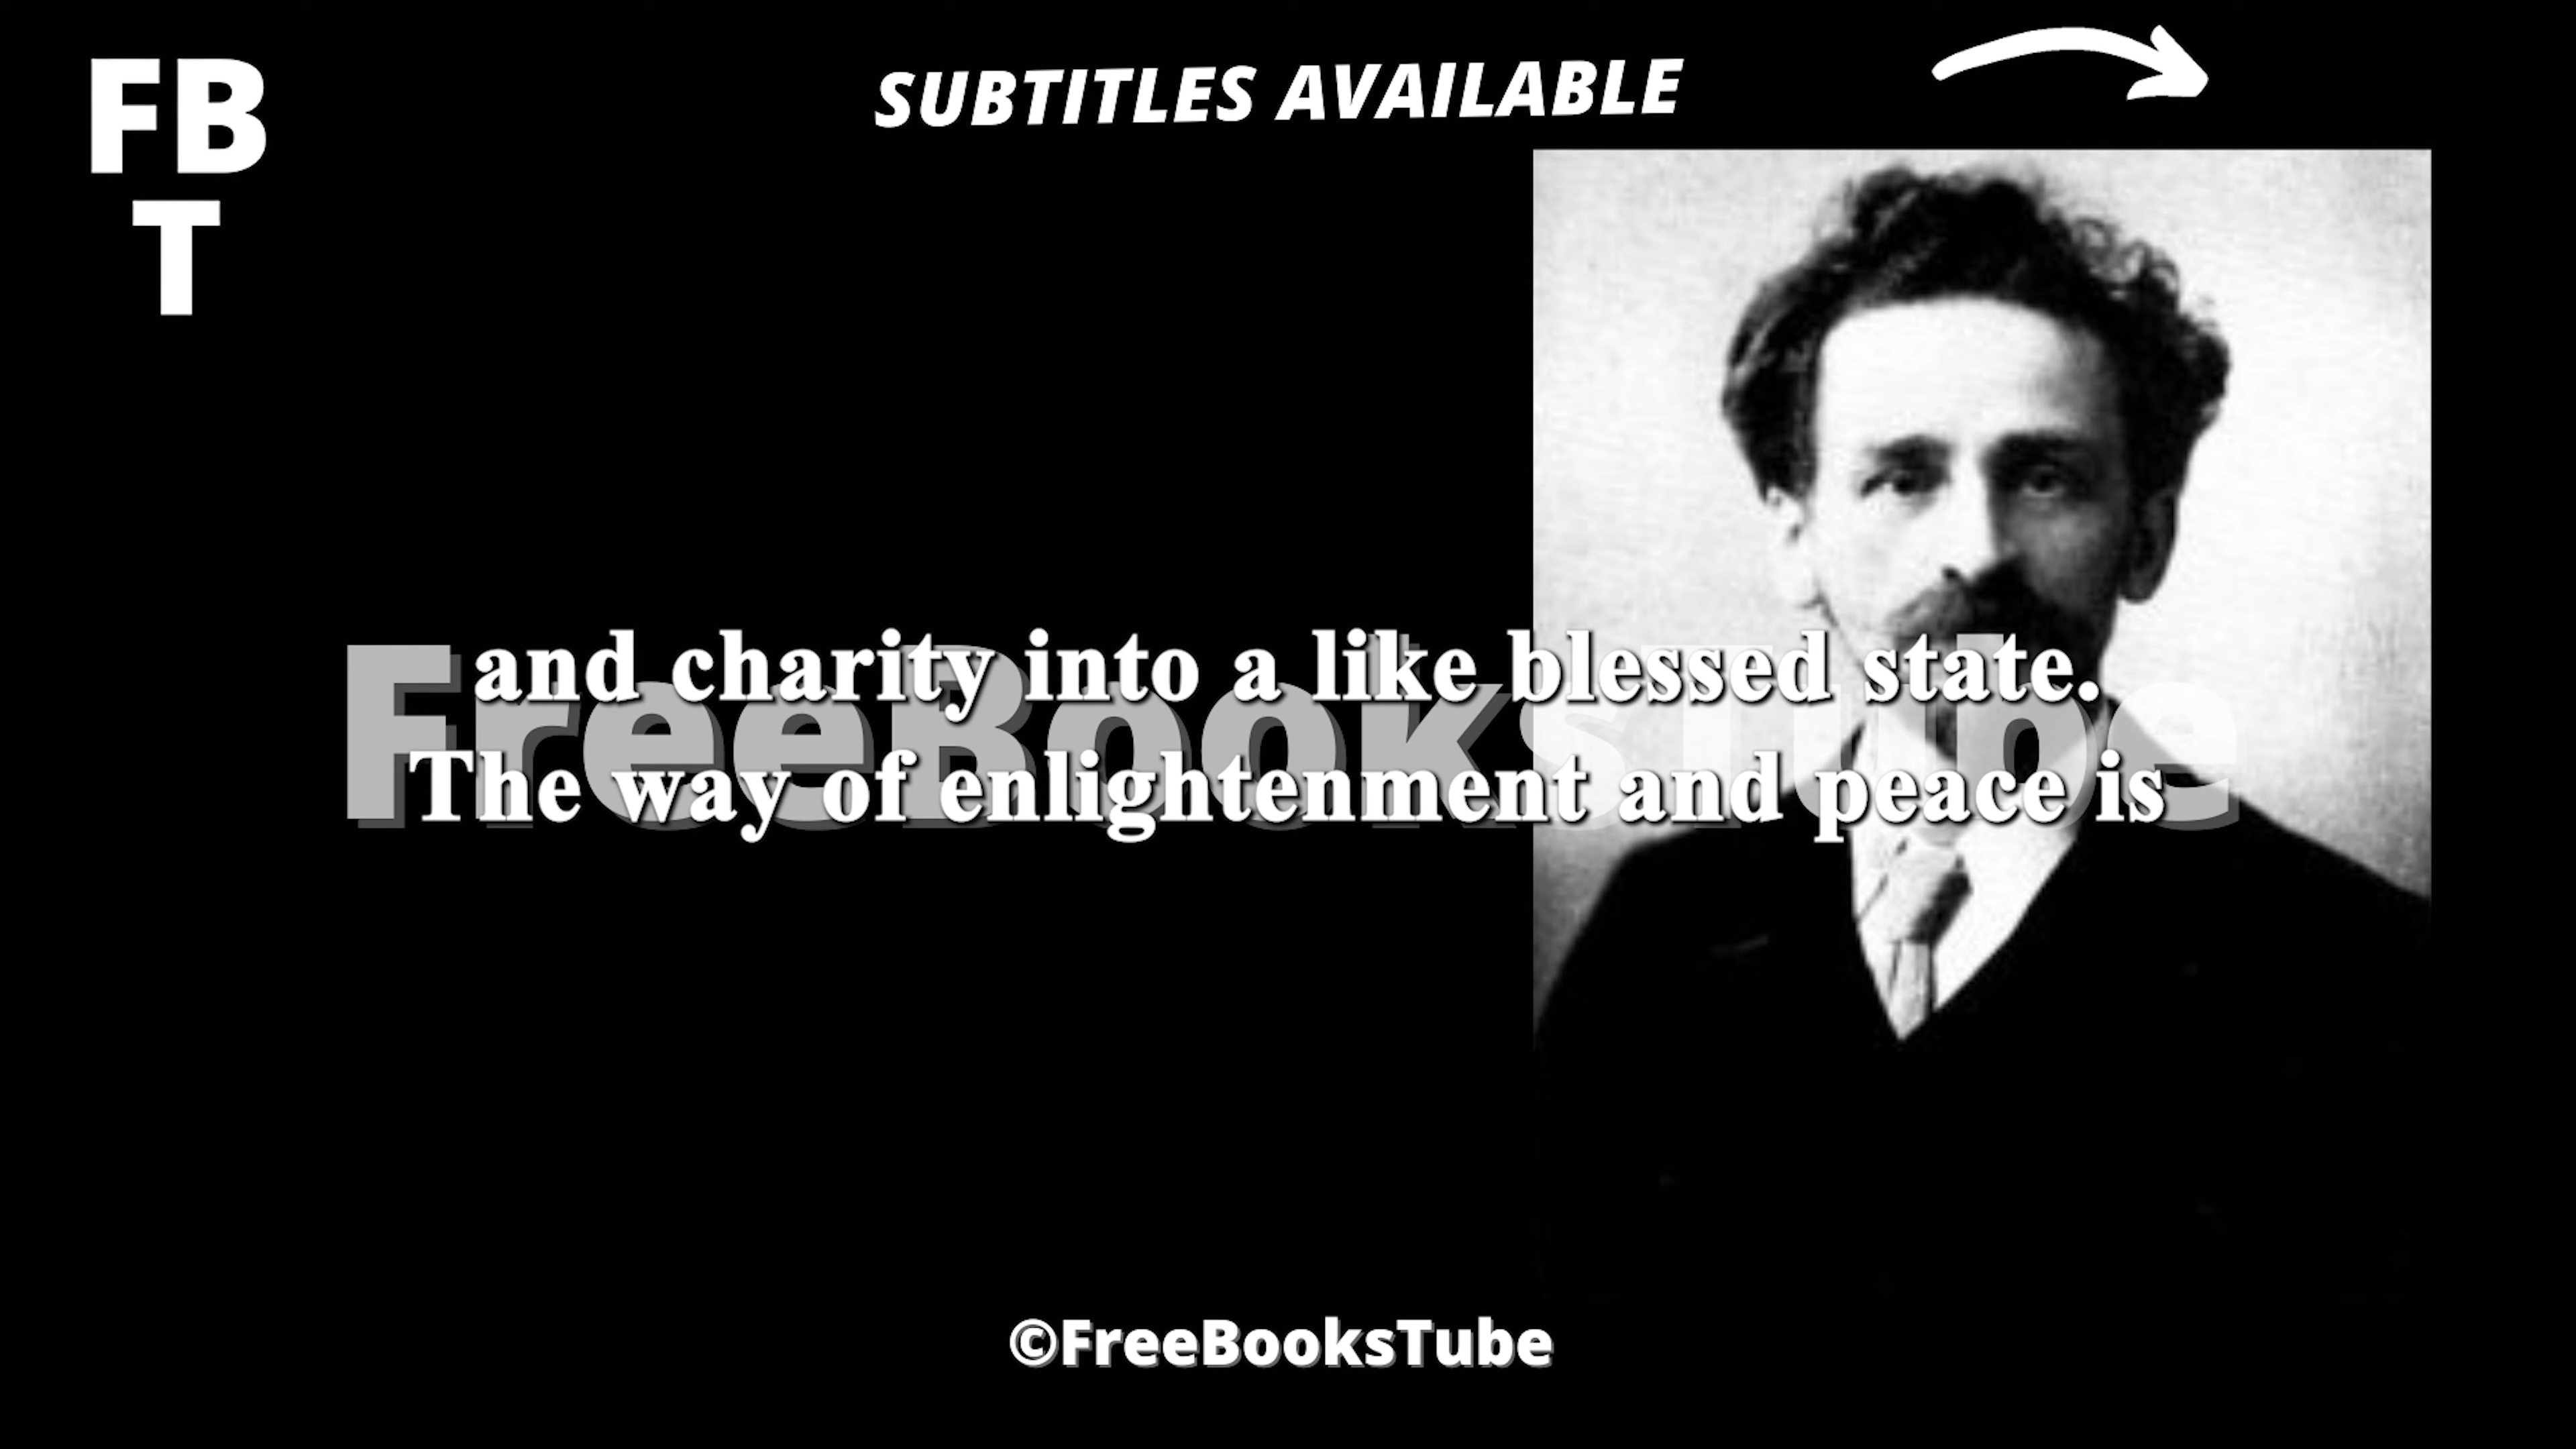 FB
T
SUBTITLES AVAILABLE
FreeBooksTube
and charity into a like blessed state.
The way of enlightenment and peace is
©FreeBooksTube